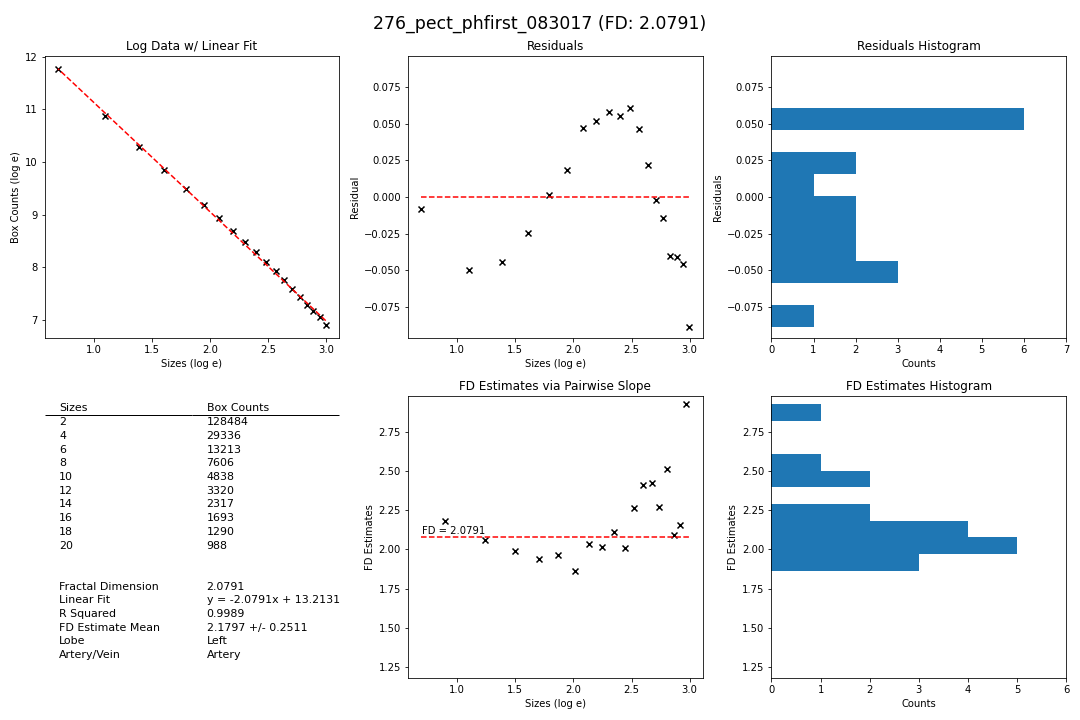 276_pect_phfirst_083017 (FD: 2.0791)
Log Data w/ Linear Fit
Box Counts (log e)
12
11
10
9
8
7
1.0 1.5 2.0 2.5 3.0
Sizes (log e)
Residuals
Residual
0.075
0.050
0.025
0.000
−0.025
−0.050
−0.075
1.0 1.5 2.0 2.5 3.0
Sizes (log e)
Residuals Histogram
Residuals
0.075
0.050
0.025
0.000
−0.025
−0.050
−0.075
0 1 2 3 4 5 6 7
Counts
Sizes Box Counts
2 128484
4 29336
6 13213
8 7606
10 4838
12 3320
14 2317
16 1693
18 1290
20 988
Fractal Dimension 2.0791
Linear Fit y = -2.0791x + 13.2131
R Squared 0.9989
FD Estimate Mean 2.1797 +/- 0.2511
Lobe Left
Artery/Vein Artery
FD Estimates via Pairwise Slope
FD Estimates
2.75
2.50
2.25
2.00
1.75
1.50
1.25
FD = 2.0791
1.0 1.5 2.0 2.5 3.0
Sizes (log e)
FD Estimates Histogram
FD Estimates
2.75
2.50
2.25
2.00
1.75
1.50
1.25
0 1 2 3 4 5 6
Counts